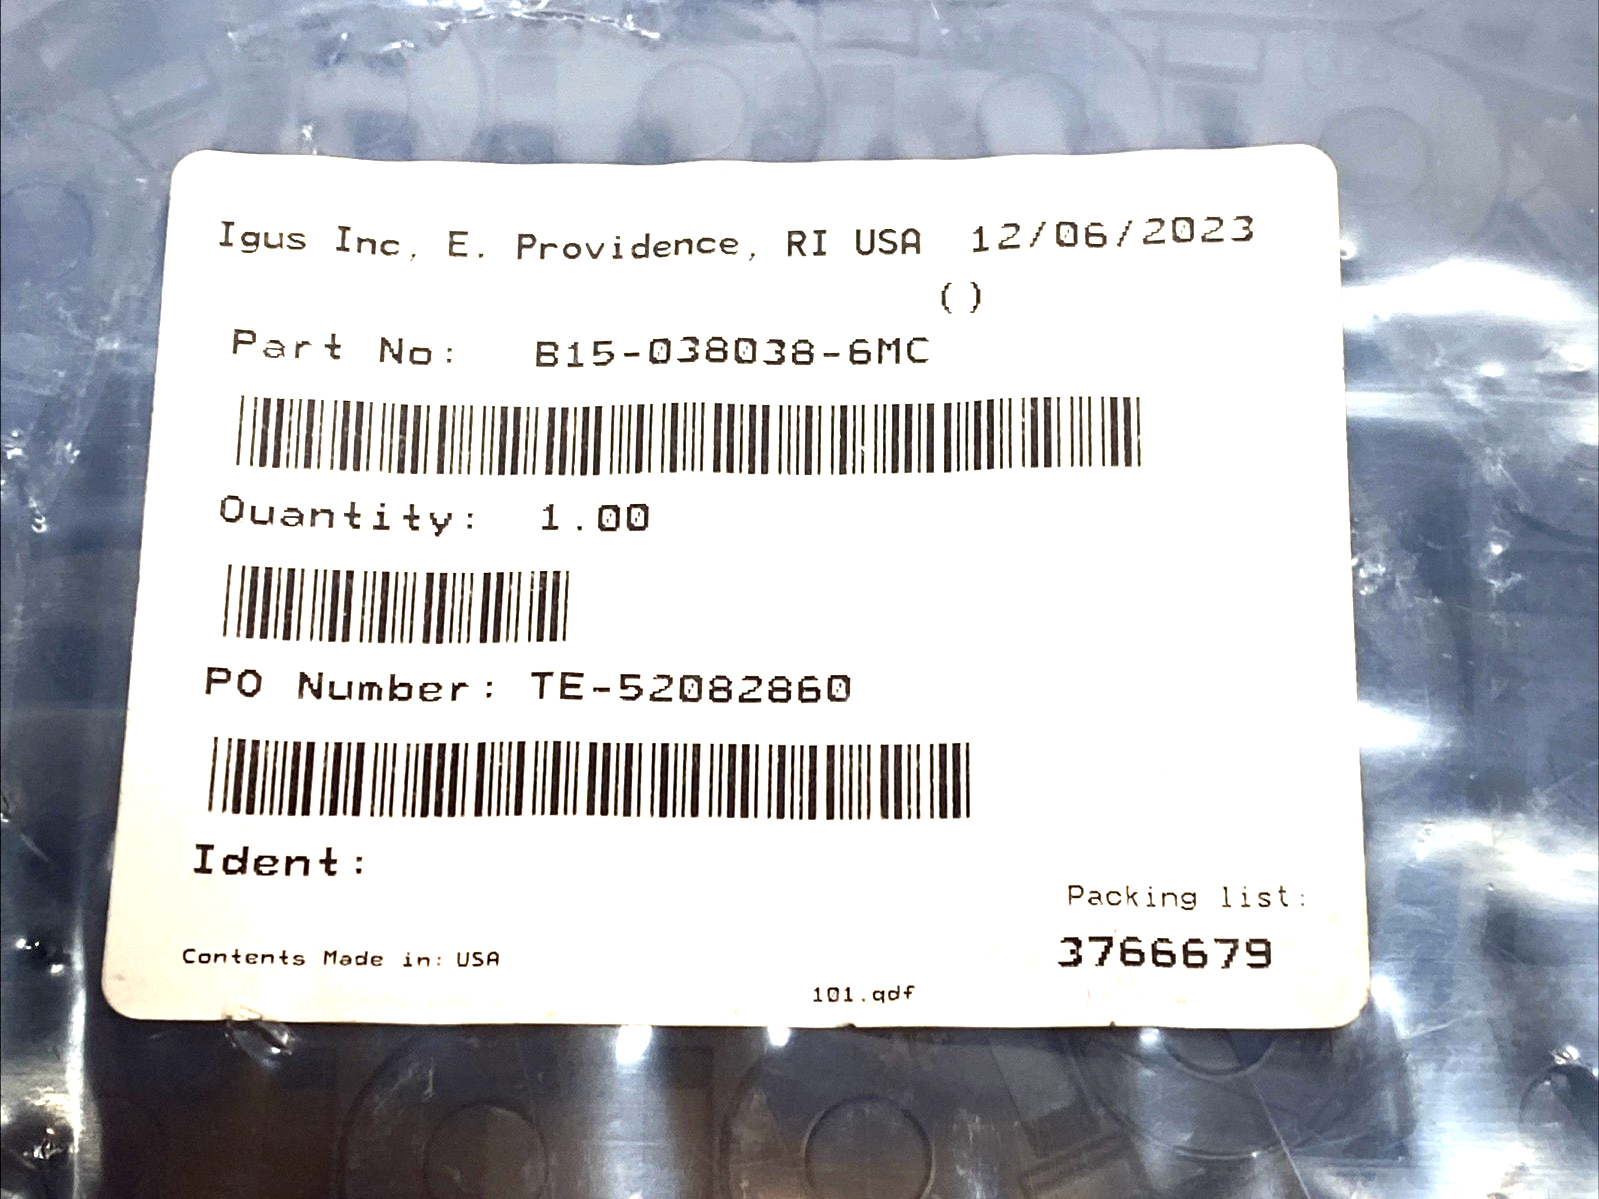 Igus Inc, E. Providence, RI USA 12/06/2023
()
Part No: B15-038038-6MC
Quantity: 1.00
PO Number: TE-52082860
Ident:
Packing list:
3766679
Contents Made in: USA
101.qdf